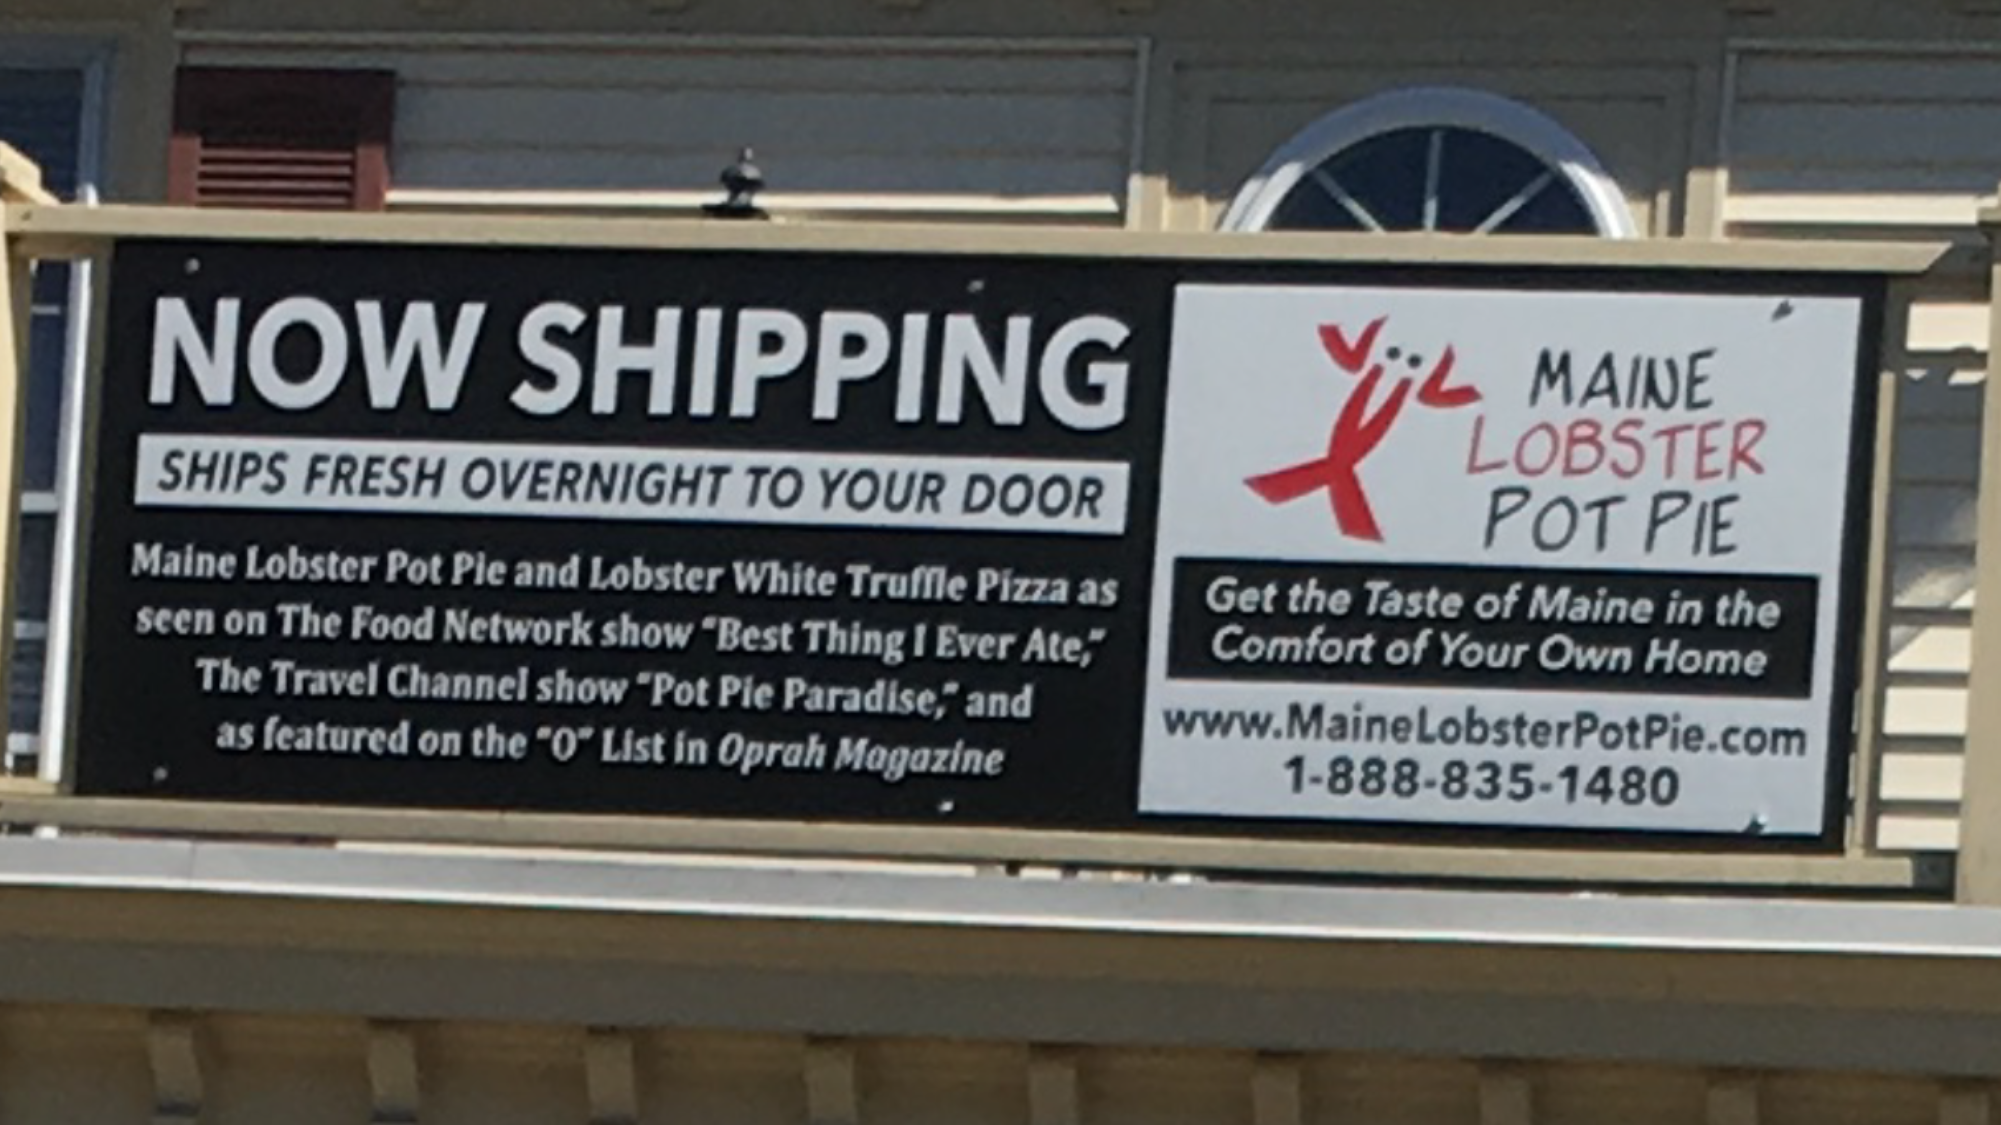 NOW SHIPPING
SHIPS FRESH OVERNIGHT TO YOUR DOOR
Maine Lobster Pot Pie and Lobster White Truffle Pizza as
seen on The Food Network show "Best Thing I Ever Ate,"
The Travel Channel show "Pot Pie Paradise," and
as featured on the "O" List in Oprah Magazine
MAINE
LOBSTER
POT PIE
Get the Taste of Maine in the
Comfort of Your Own Home
www.MaineLobsterPotPie.com
1-888-835-1480